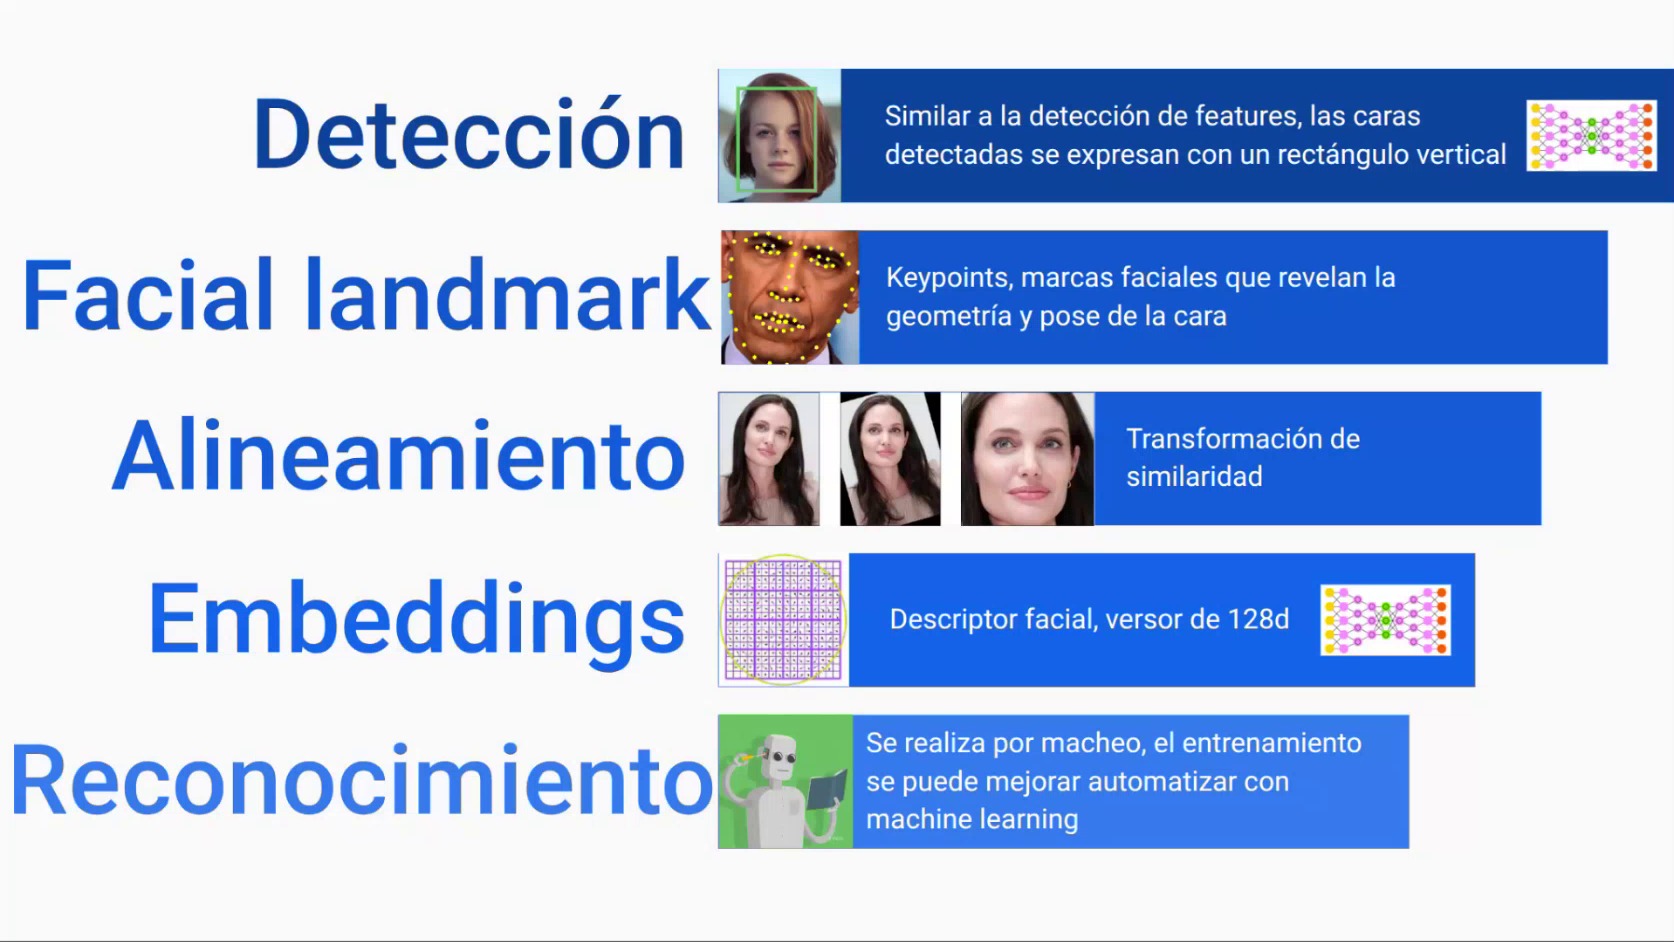 Detección
Similar a la detección de features, las caras
detectadas se expresan con un rectángulo vertical
Facial landmark
Keypoints, marcas faciales que revelan la
geometría y pose de la cara
Alineamiento
Transformación de
similaridad
Embeddings
Descriptor facial, versor de 128d
Reconocimiento
Se realiza por macheo, el entrenamiento
se puede mejorar automatizar con
machine learning